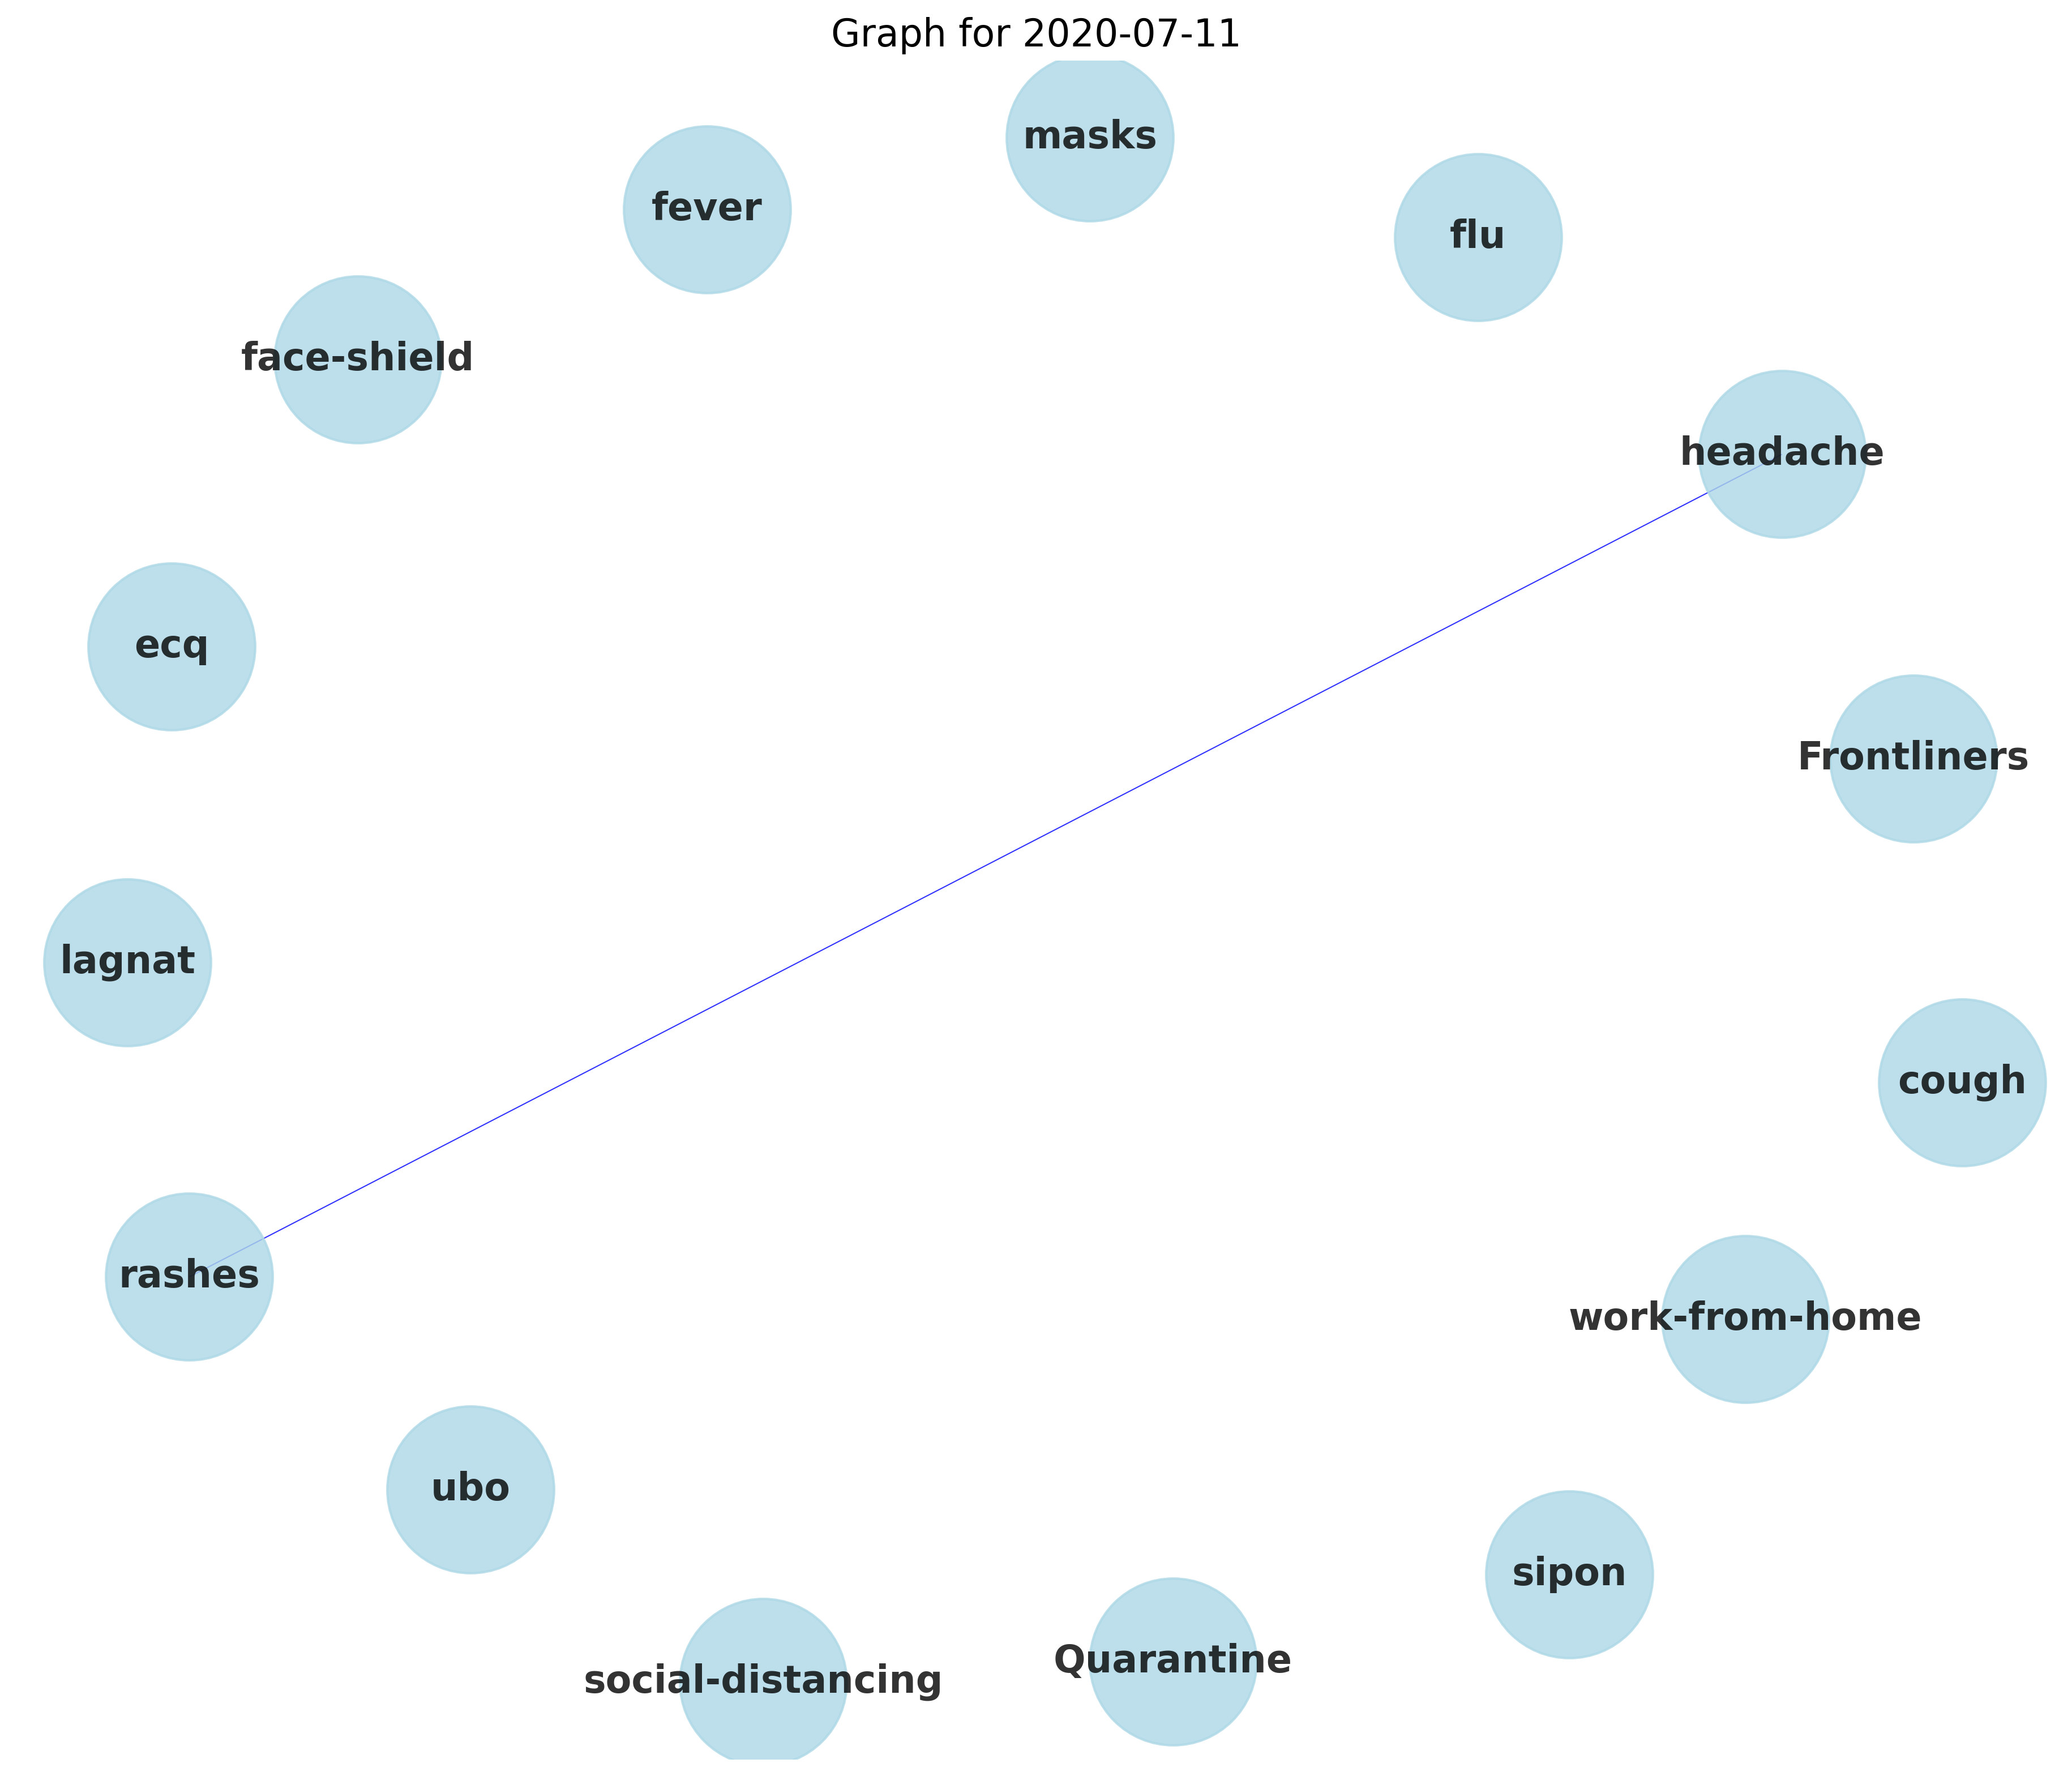 Graph for 2020-07-11
masks
fever
flu
face-shield
headache
ecq
Frontliners
lagnat
cough
rashes
work-from-home
ubo
sipon
Quarantine
social-distancing